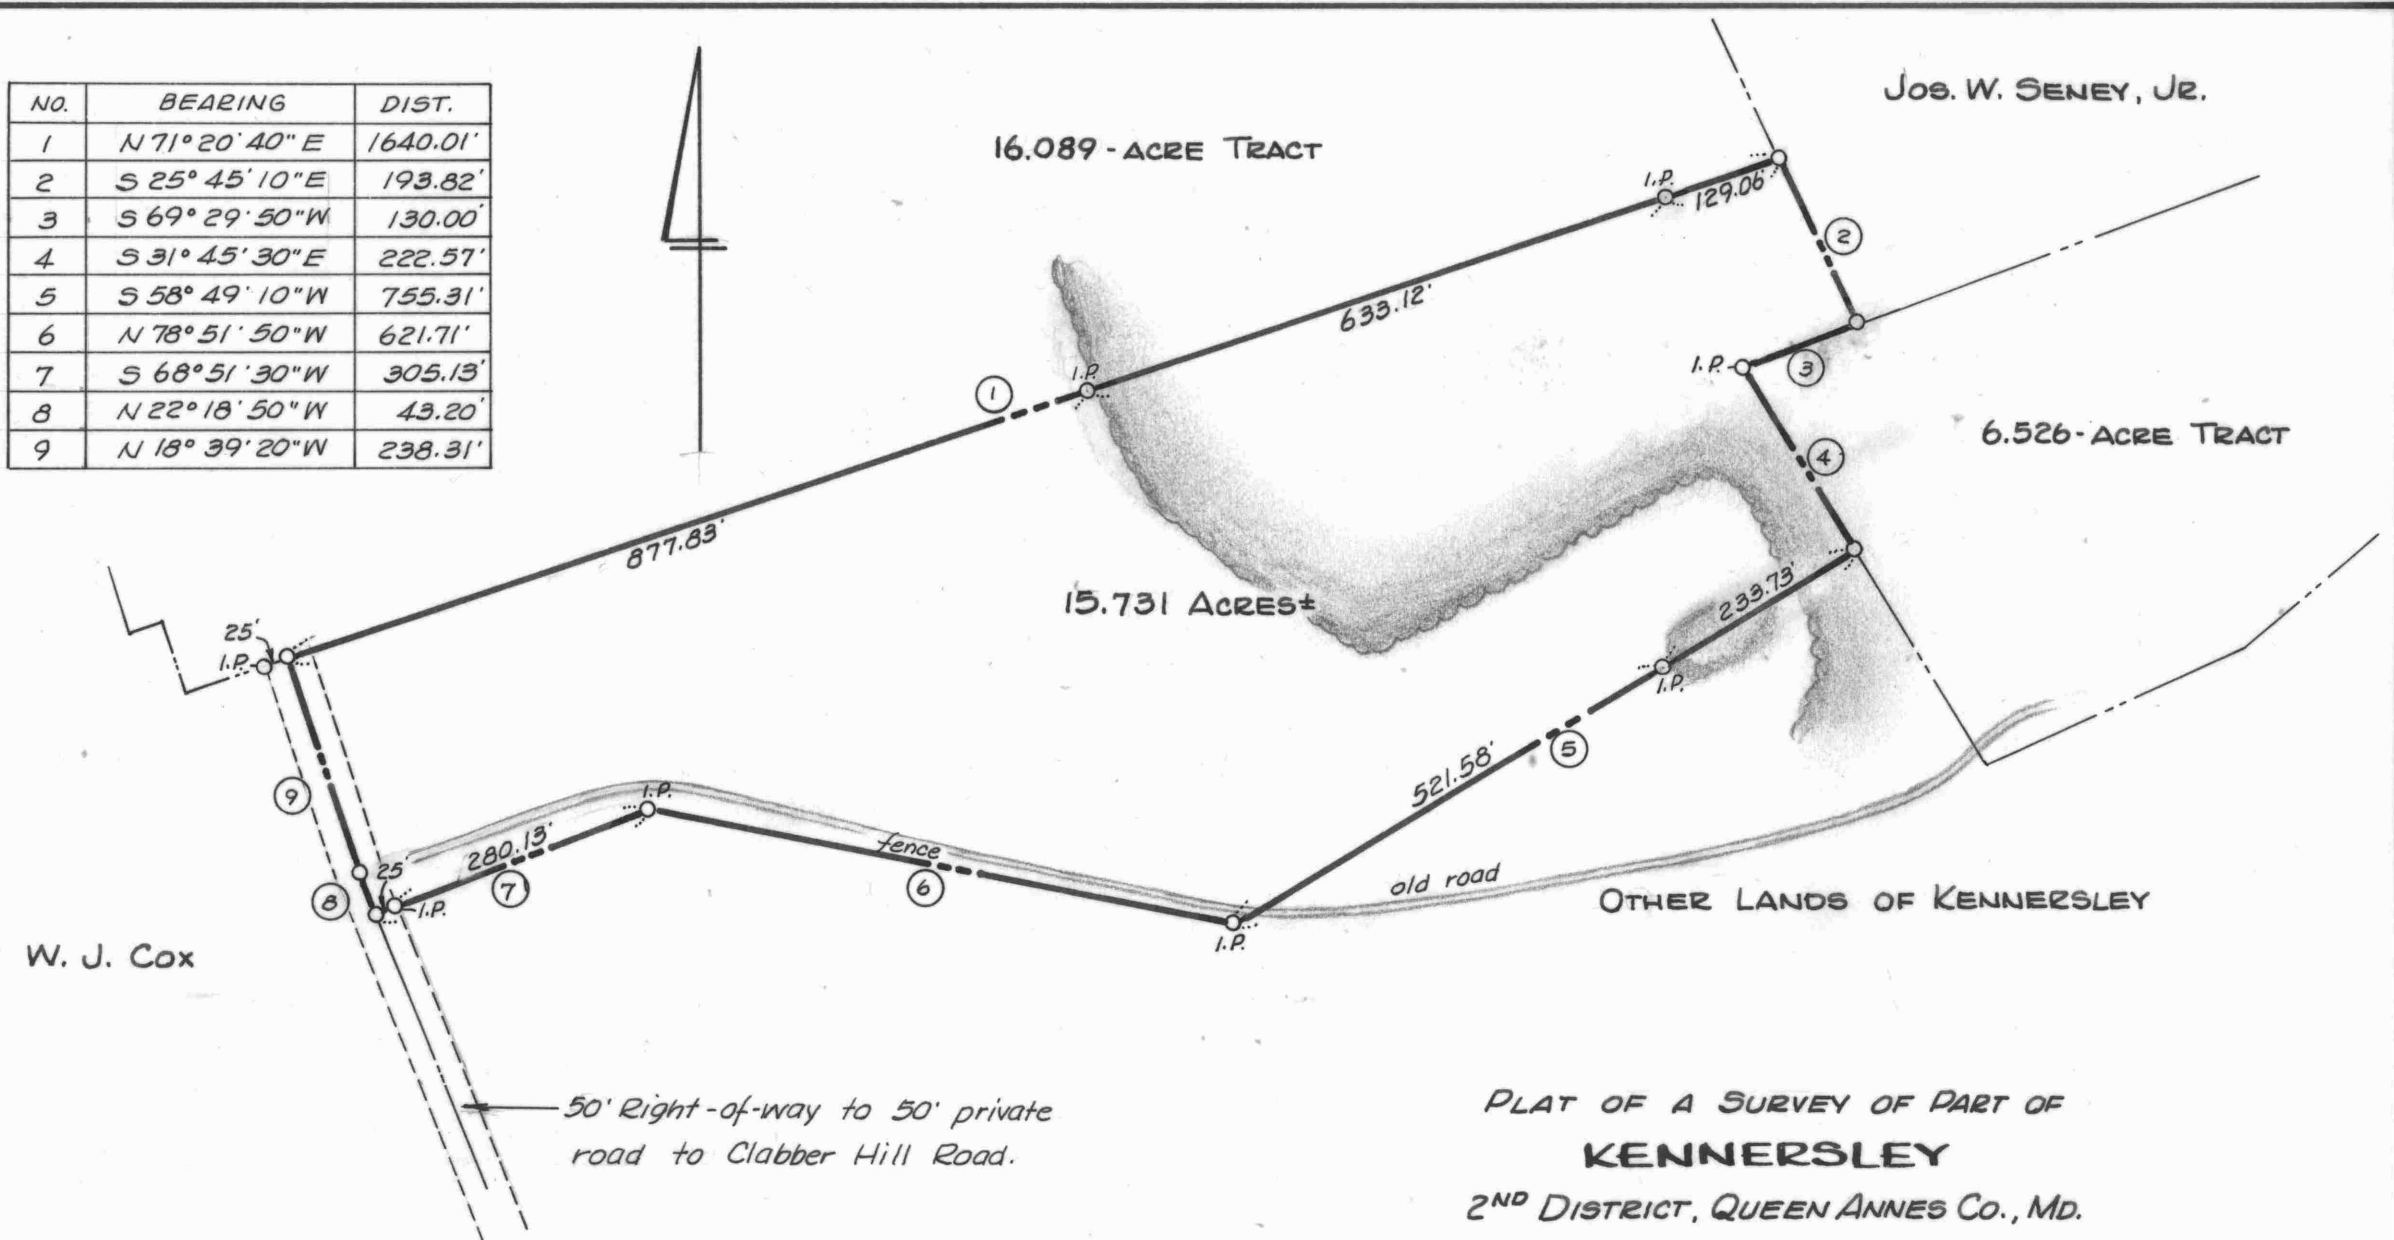 NO. BEARING DIST.
1 N 71° 20' 40" E 1640.01'
2 S 25° 45' 10" E 193.82'
3 S 69° 29' 50" W 130.00'
4 S 31° 45' 30" E 222.57'
5 S 58° 49' 10" W 755.31'
6 N 78° 51' 50" W 621.71'
7 S 68° 51' 30" W 305.13'
8 N 22° 18' 50" W 43.20'
9 N 18° 39' 20" W 238.31'
JOS. W. SENEY, JR.
16.089 - ACRE TRACT
I.P.
129.06'
2
633.12'
I.P.
3
I.P.
1
6.526-ACRE TRACT
4
877.83'
15.731 ACRES±
233.73'
25'
I.P.
I.P.
5
521.58'
9
I.P.
280.13'
fence
7
6
25'
8
I.P.
old road
OTHER LANDS OF KENNERSLEY
I.P.
W. J. COX
50' Right-of-way to 50' private
road to Clabber Hill Road.
PLAT OF A SURVEY OF PART OF
KENNERSLEY
2ND DISTRICT, QUEEN ANNES CO., MD.